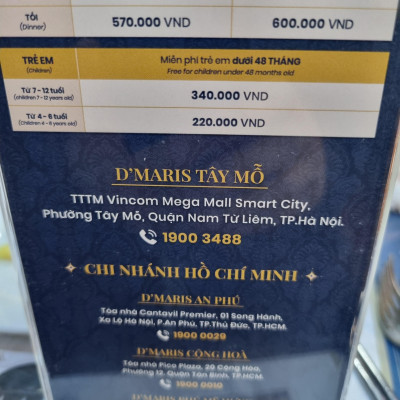 TỐI 570.000 VND 600.000 VND
(Dinner)
TRẺ EM Miễn phí trẻ em dưới 48 THÁNG
(Children) Free for children under 48 months old
Từ 7 - 12 tuổi 340.000 VND
(children 7 - 12 years old)
Từ 4 - 6 tuổi 220.000 VND
(Children 4 - 6 years old)
D'MARIS TÂY MỖ
TTTM Vincom Mega Mall Smart City,
Phường Tây Mỗ, Quận Nam Từ Liêm, TP.Hà Nội.
1900 3488
CHI NHÁNH HỒ CHÍ MINH
D'MARIS AN PHÚ
Tòa nhà Cantavil Premier, 01 Song Hành,
Xa Lộ Hà Nội, P.An Phú, TP.Thủ Đức, TP.HCM.
1900 0029
D'MARIS CỘNG HOÀ
Tòa nhà Pico Plaza, 20 Cộng Hòa,
Phường 12, Quận Tân Bình, TP.HCM.
1900 0010